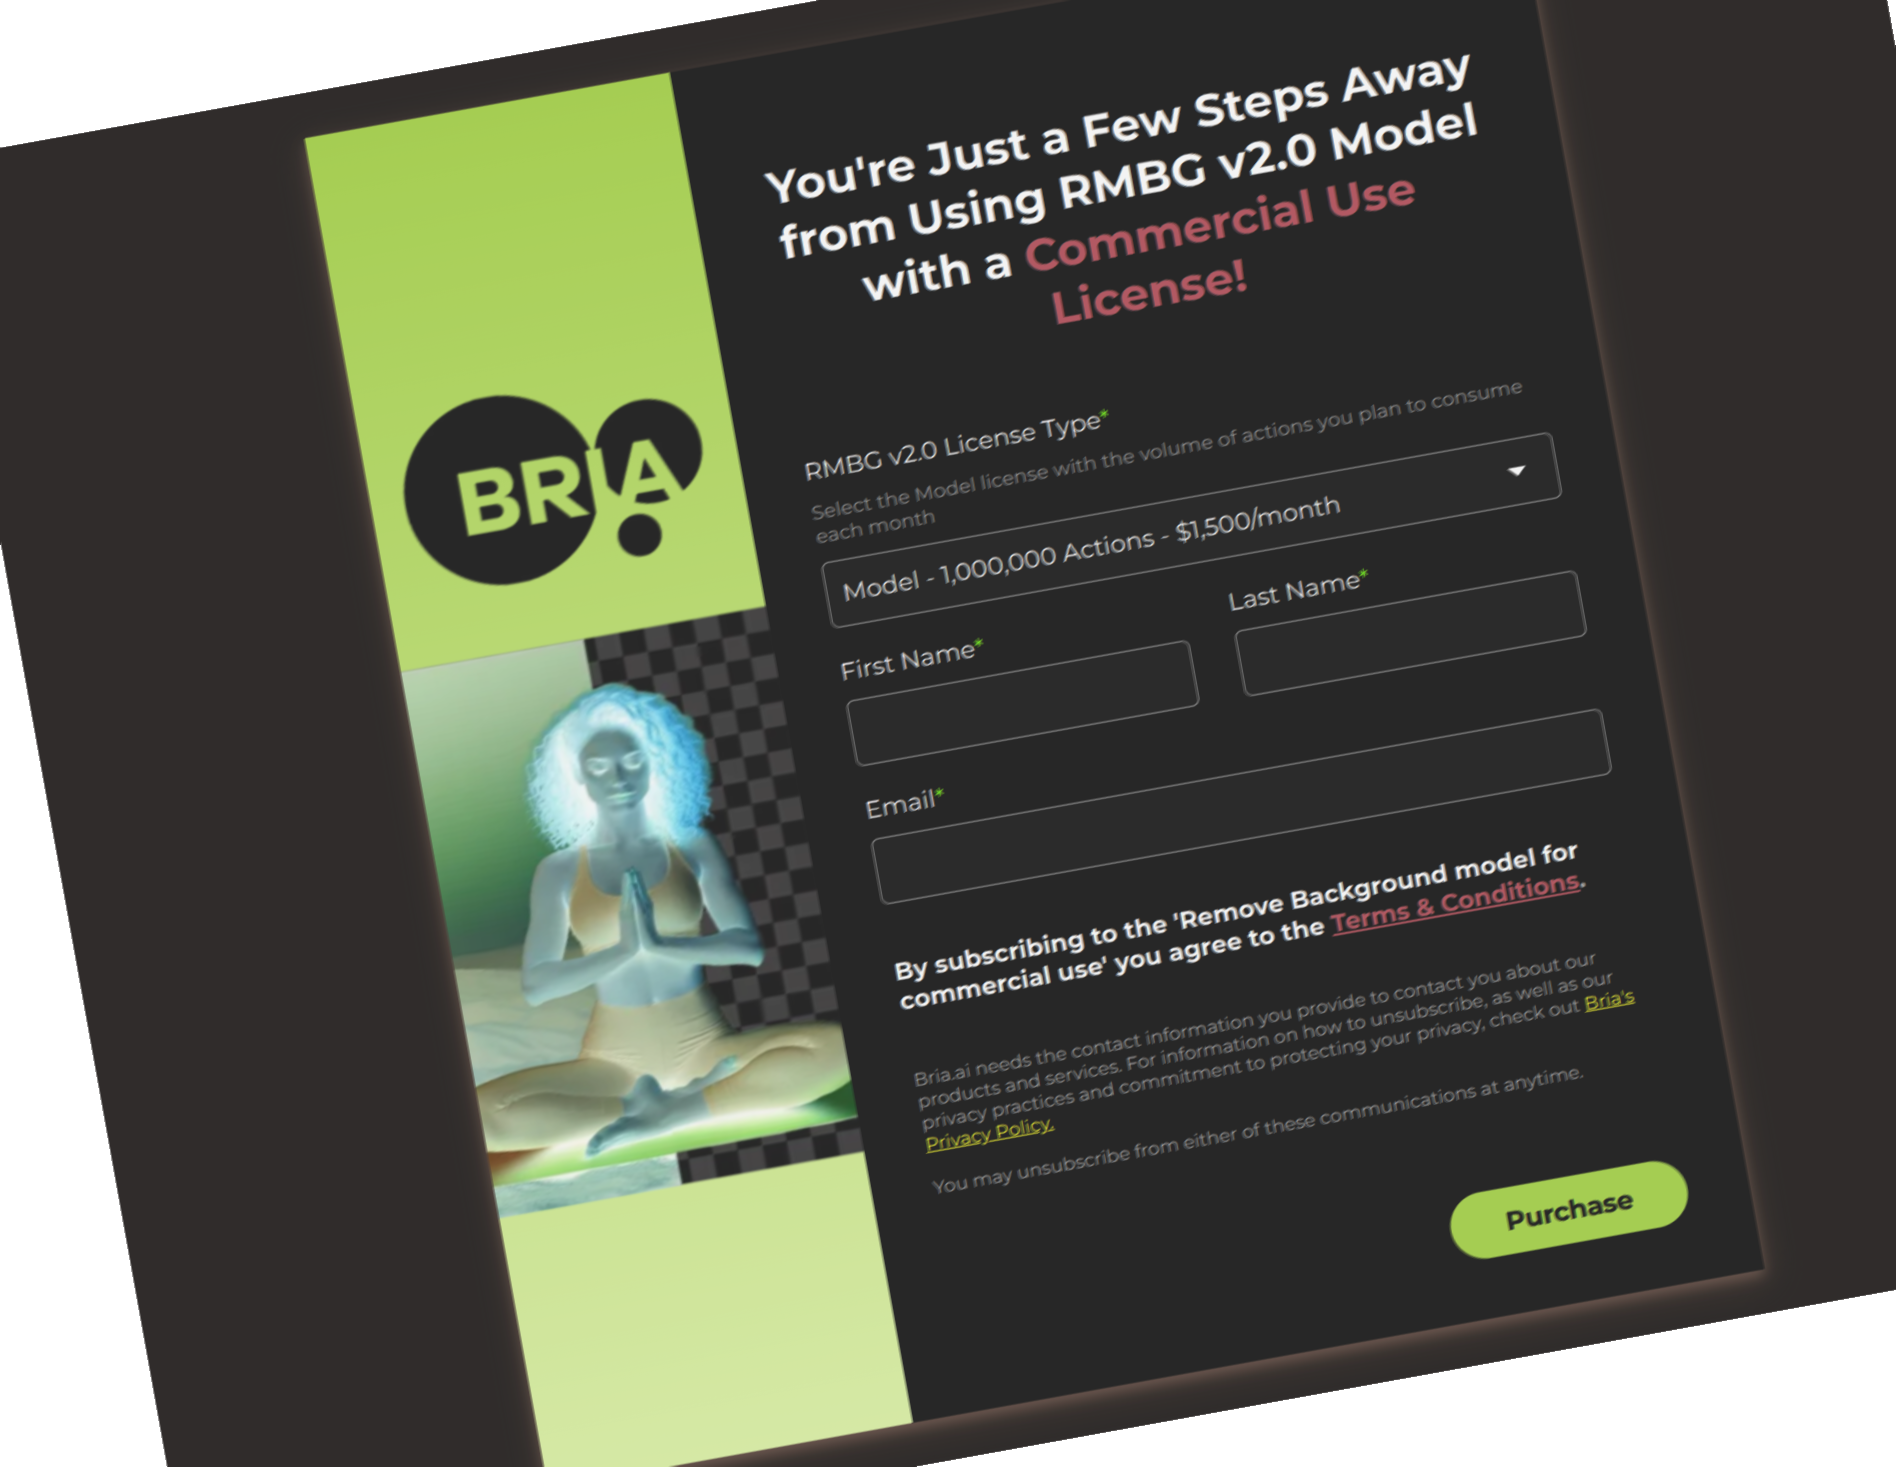 BRIA
You're Just a Few Steps Away
from Using RMBG v2.0 Model
with a Commercial Use
License!
RMBG v2.0 License Type*
Select the Model license with the volume of actions you plan to consume
each month
Model - 1,000,000 Actions - $1,500/month
First Name*
Last Name*
Email*
By subscribing to the 'Remove Background model for
commercial use' you agree to the Terms & Conditions.
Bria.ai needs the contact information you provide to contact you about our
products and services. For information on how to unsubscribe, as well as our
privacy practices and commitment to protecting your privacy, check out Bria's
Privacy Policy.
You may unsubscribe from either of these communications at anytime.
Purchase